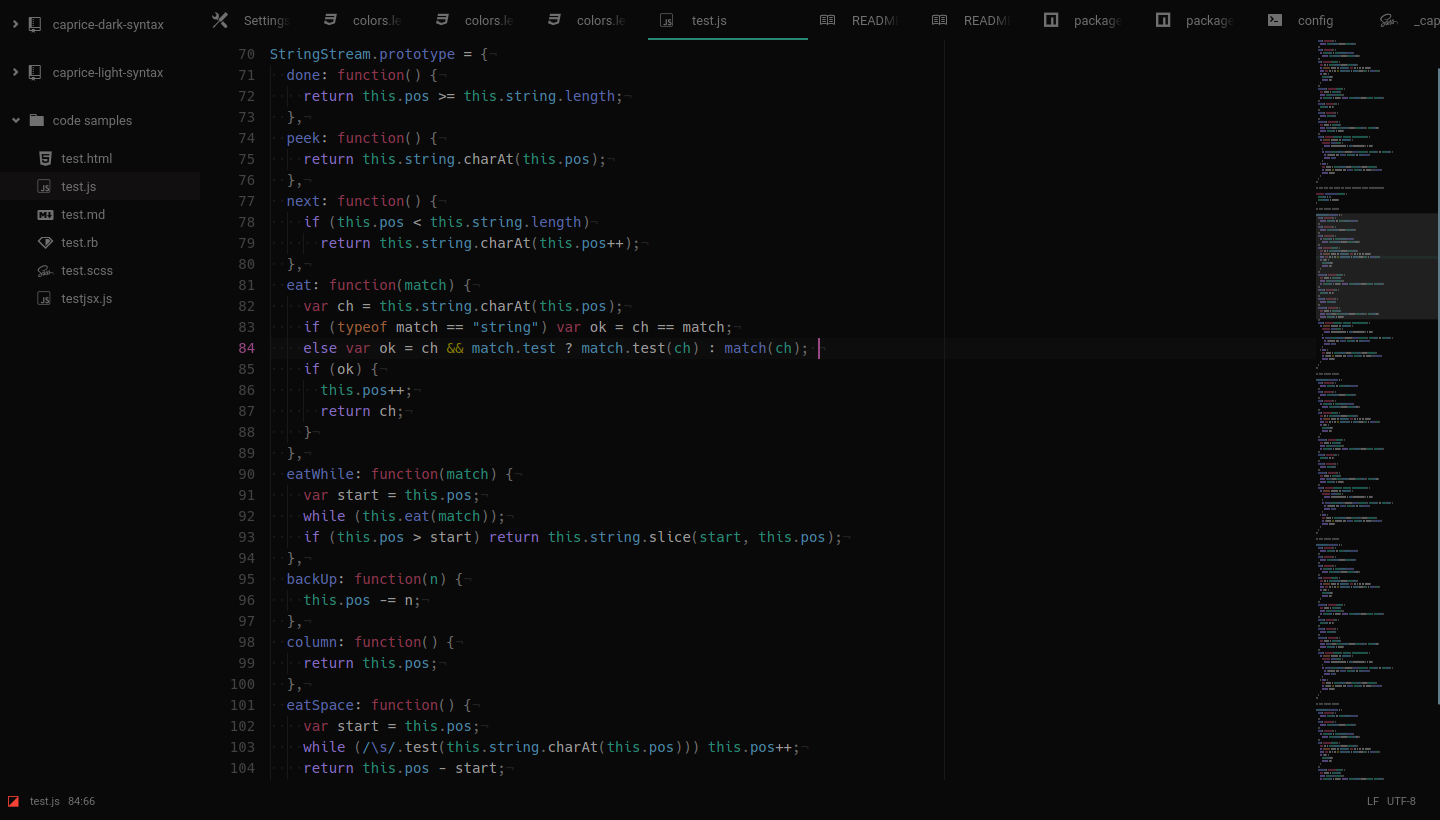 caprice-dark-syntax
caprice-light-syntax
code samples
test.html
test.js
test.md
test.rb
test.scss
testjsx.js
Settings colors.le colors.le colors.le test.js READM READM package package config _cap
70 StringStream.prototype = {¬
71 done: function() {¬
72 return this.pos >= this.string.length;¬
73 },¬
74 peek: function() {¬
75 return this.string.charAt(this.pos);¬
76 },¬
77 next: function() {¬
78 if (this.pos < this.string.length)¬
79 return this.string.charAt(this.pos++);¬
80 },¬
81 eat: function(match) {¬
82 var ch = this.string.charAt(this.pos);¬
83 if (typeof match == "string") var ok = ch == match;¬
84 else var ok = ch && match.test ? match.test(ch) : match(ch); ¬
85 if (ok) {¬
86 this.pos++;¬
87 return ch;¬
88 }¬
89 },¬
90 eatWhile: function(match) {¬
91 var start = this.pos;¬
92 while (this.eat(match));¬
93 if (this.pos > start) return this.string.slice(start, this.pos);¬
94 },¬
95 backUp: function(n) {¬
96 this.pos -= n;¬
97 },¬
98 column: function() {¬
99 return this.pos;¬
100 },¬
101 eatSpace: function() {¬
102 var start = this.pos;¬
103 while (/\s/.test(this.string.charAt(this.pos))) this.pos++;¬
104 return this.pos - start;¬
test.js 84:66 LF UTF-8